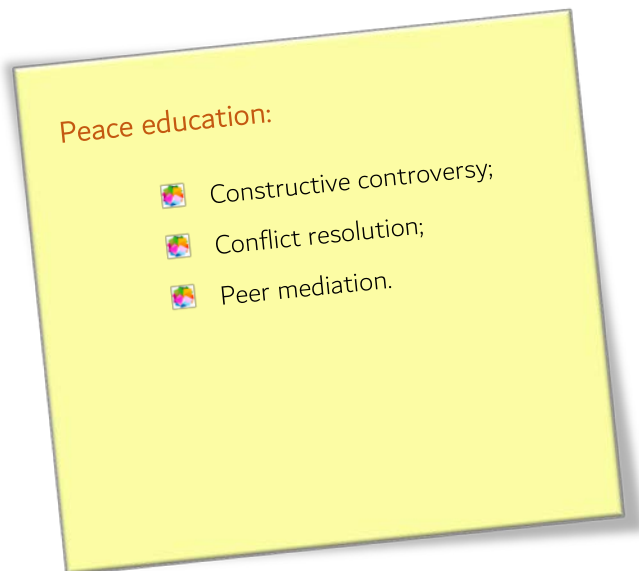 Peace education:
Constructive controversy;
Conflict resolution;
Peer mediation.